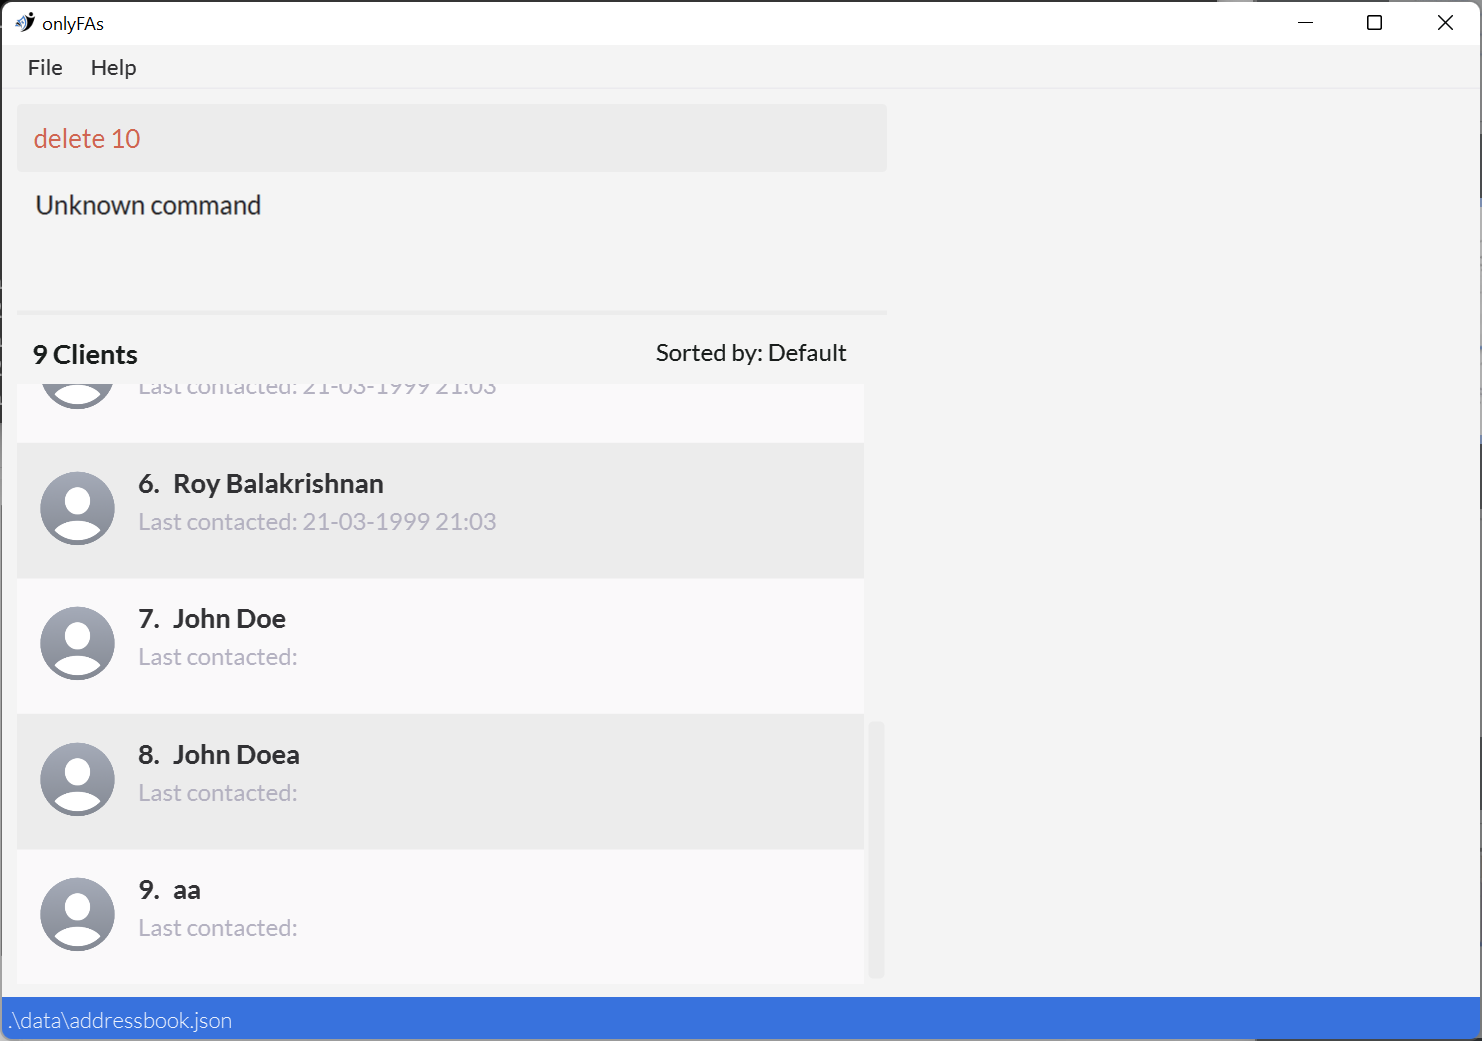 onlyFAs
File Help
delete 10
Unknown command
9 Clients Sorted by: Default
Last contacted: 21-03-1999 21:03
6. Roy Balakrishnan
Last contacted: 21-03-1999 21:03
7. John Doe
Last contacted:
8. John Doea
Last contacted:
9. aa
Last contacted:
.\data\addressbook.json